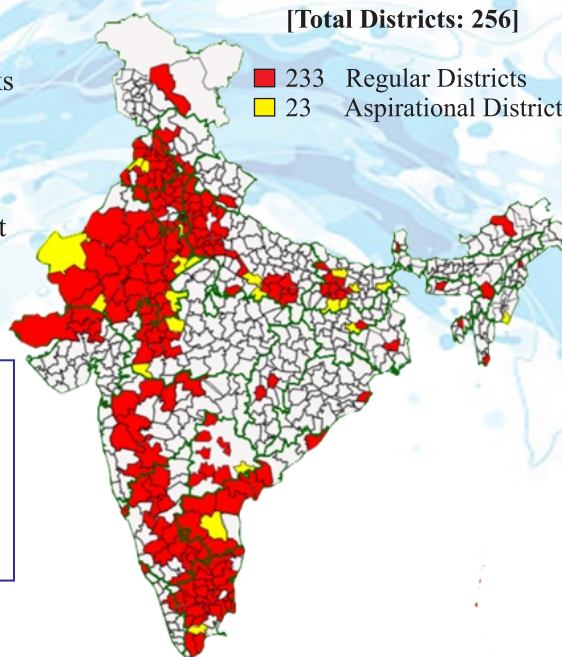 [Total Districts: 256]
233 Regular Districts
23 Aspirational District